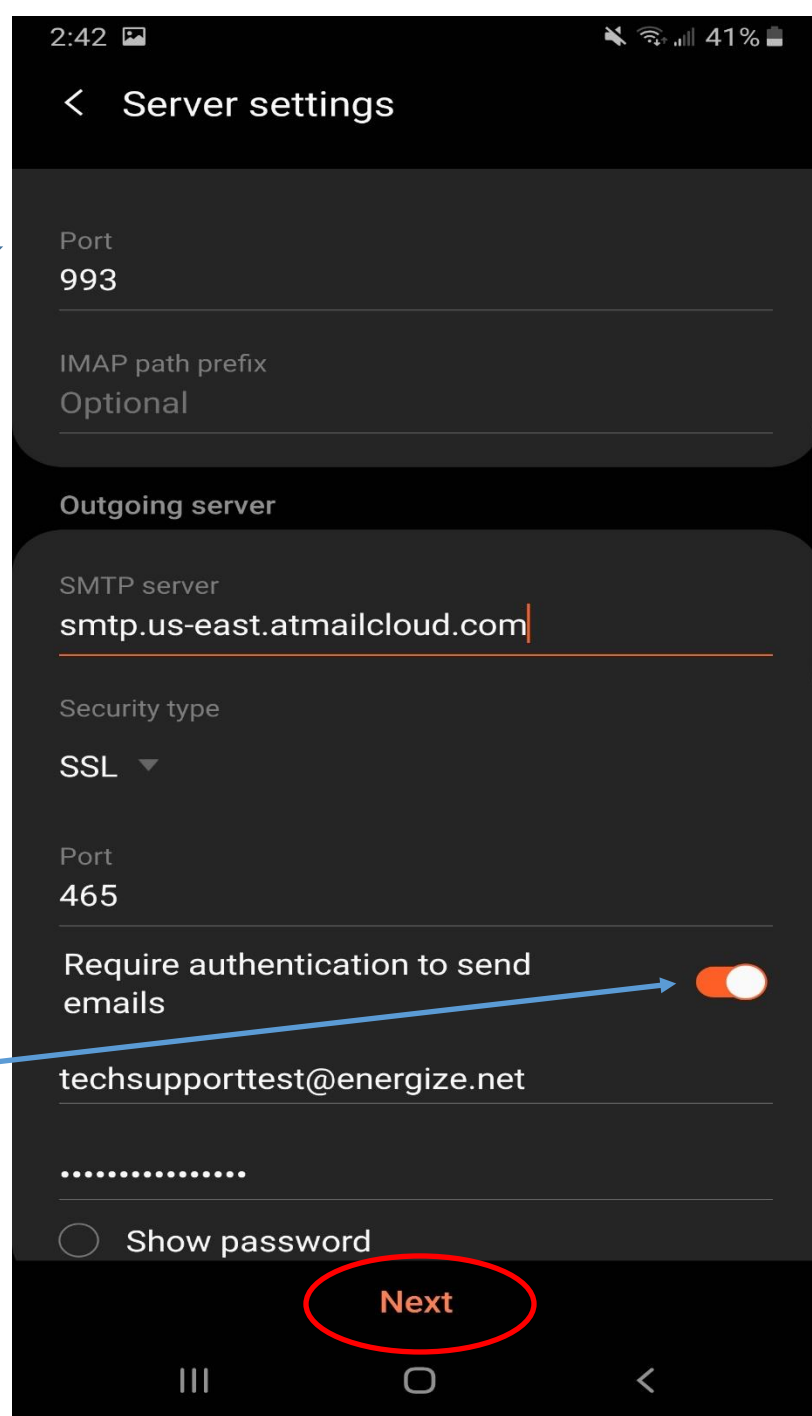 2:42 41%
Server settings
Port
993
IMAP path prefix
Optional
Outgoing server
SMTP server
smtp.us-east.atmailcloud.com
Security type
SSL
Port
465
Require authentication to send
emails
techsupporttest@energize.net
................
Show password
Next